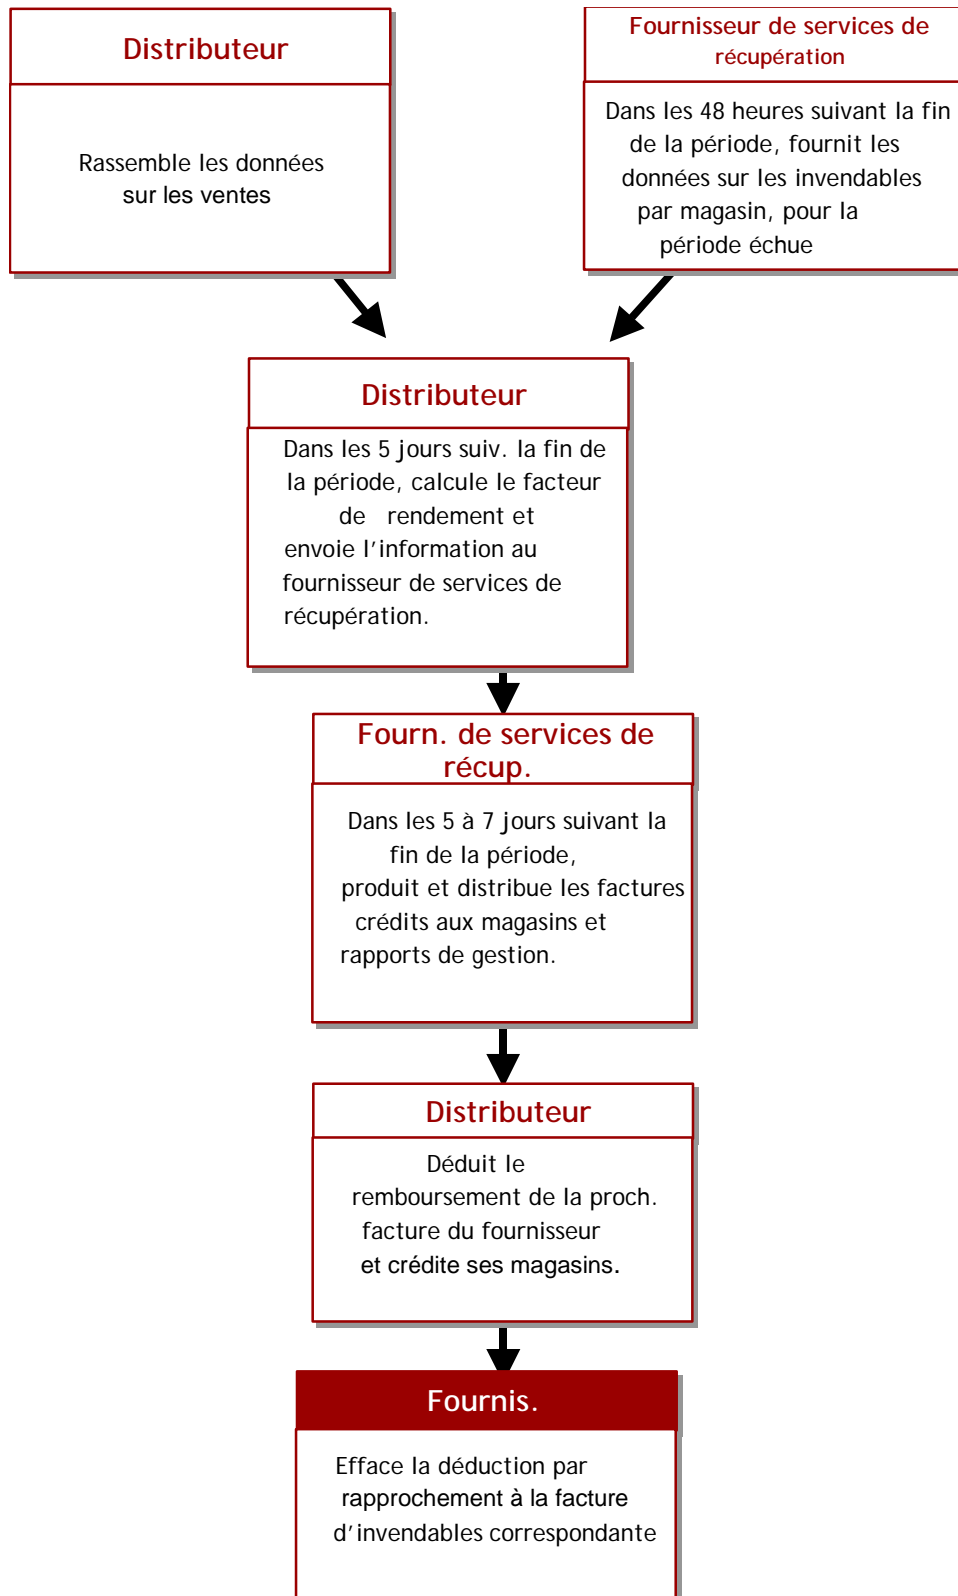 Distributeur
Rassemble les données
sur les ventes
Fournisseur de services de
récupération
Dans les 48 heures suivant la fin
de la période, fournit les
données sur les invendables
par magasin, pour la
période échue
Distributeur
Dans les 5 jours suiv. la fin de
la période, calcule le facteur
de rendement et
envoie l'information au
fournisseur de services de
récupération.
Fourn. de services de
récup.
Dans les 5 à 7 jours suivant la
fin de la période,
produit et distribue les factures
crédits aux magasins et
rapports de gestion.
Distributeur
Déduit le
remboursement de la proch.
facture du fournisseur
et crédite ses magasins.
Fournis.
Efface la déduction par
rapprochement à la facture
d'invendables correspondante